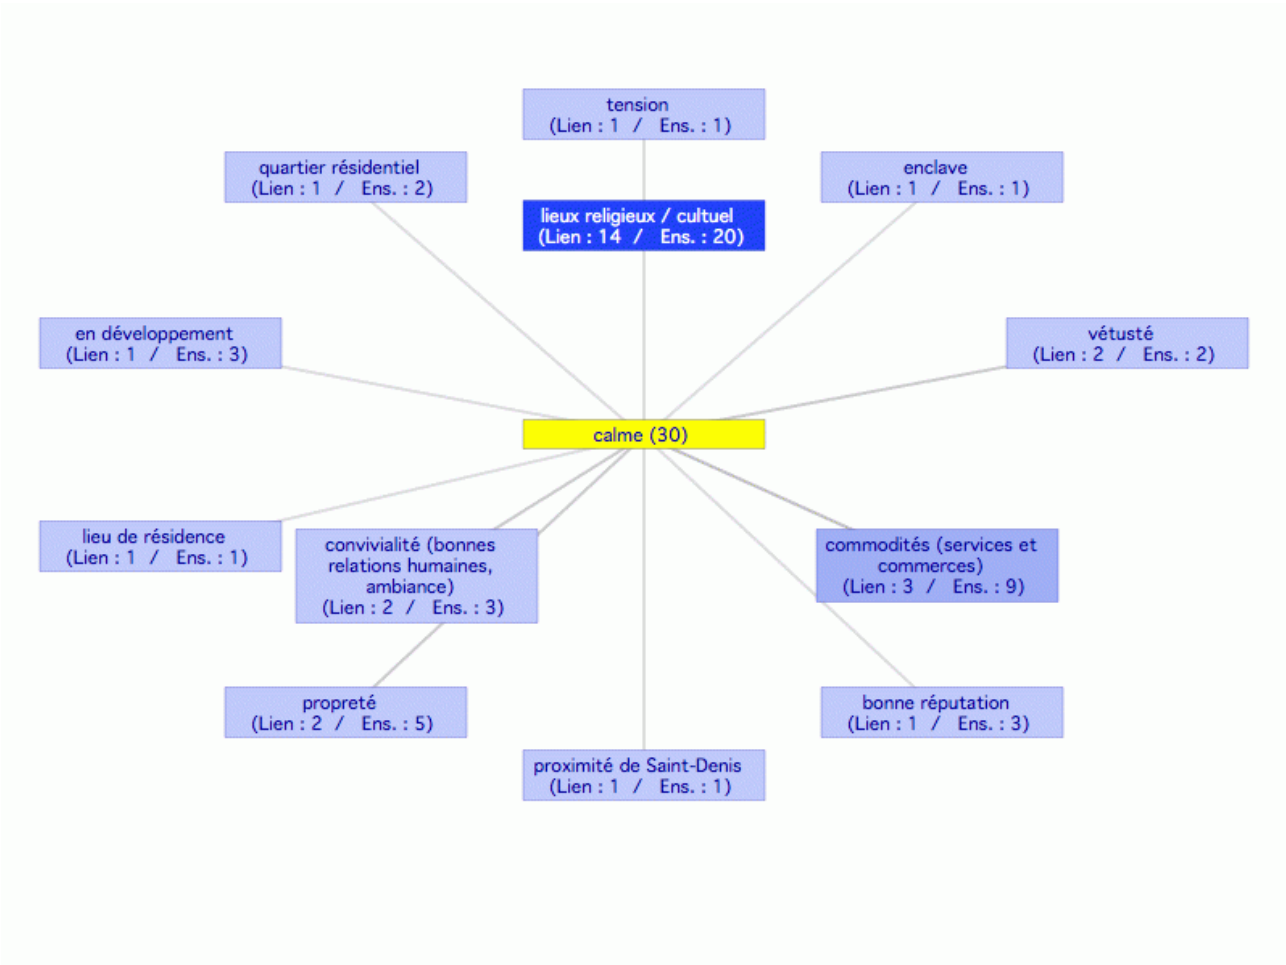 tension
(Lien : 1 / Ens. : 1)
quartier résidentiel
(Lien : 1 / Ens. : 2)
enclave
(Lien : 1 / Ens. : 1)
lieux religieux / cultuel
(Lien : 14 / Ens. : 20)
en développement
(Lien : 1 / Ens. : 3)
vétusté
(Lien : 2 / Ens. : 2)
calme (30)
lieu de résidence
(Lien : 1 / Ens. : 1)
convivialité (bonnes
relations humaines,
ambiance)
(Lien : 2 / Ens. : 3)
commodités (services et
commerces)
(Lien : 3 / Ens. : 9)
propreté
(Lien : 2 / Ens. : 5)
bonne réputation
(Lien : 1 / Ens. : 3)
proximité de Saint-Denis
(Lien : 1 / Ens. : 1)